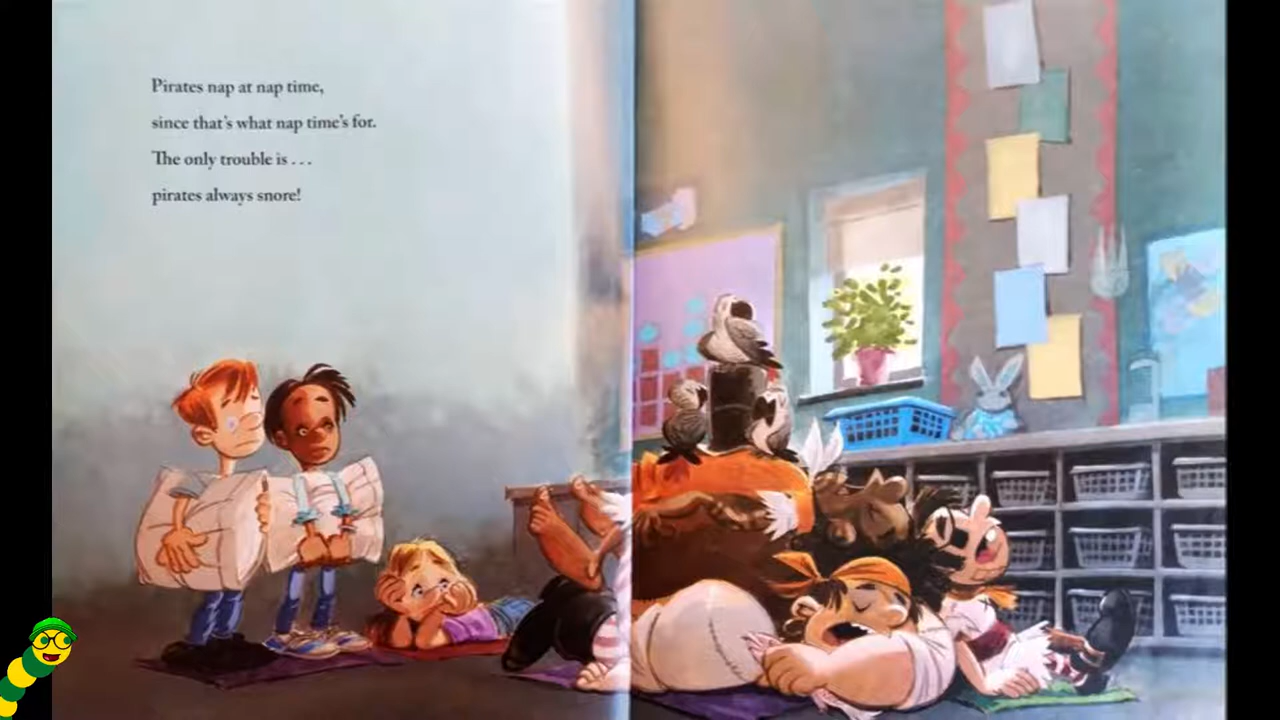 Pirates nap at nap time,
since that's what nap time's for.
The only trouble is . . .
pirates always snore!